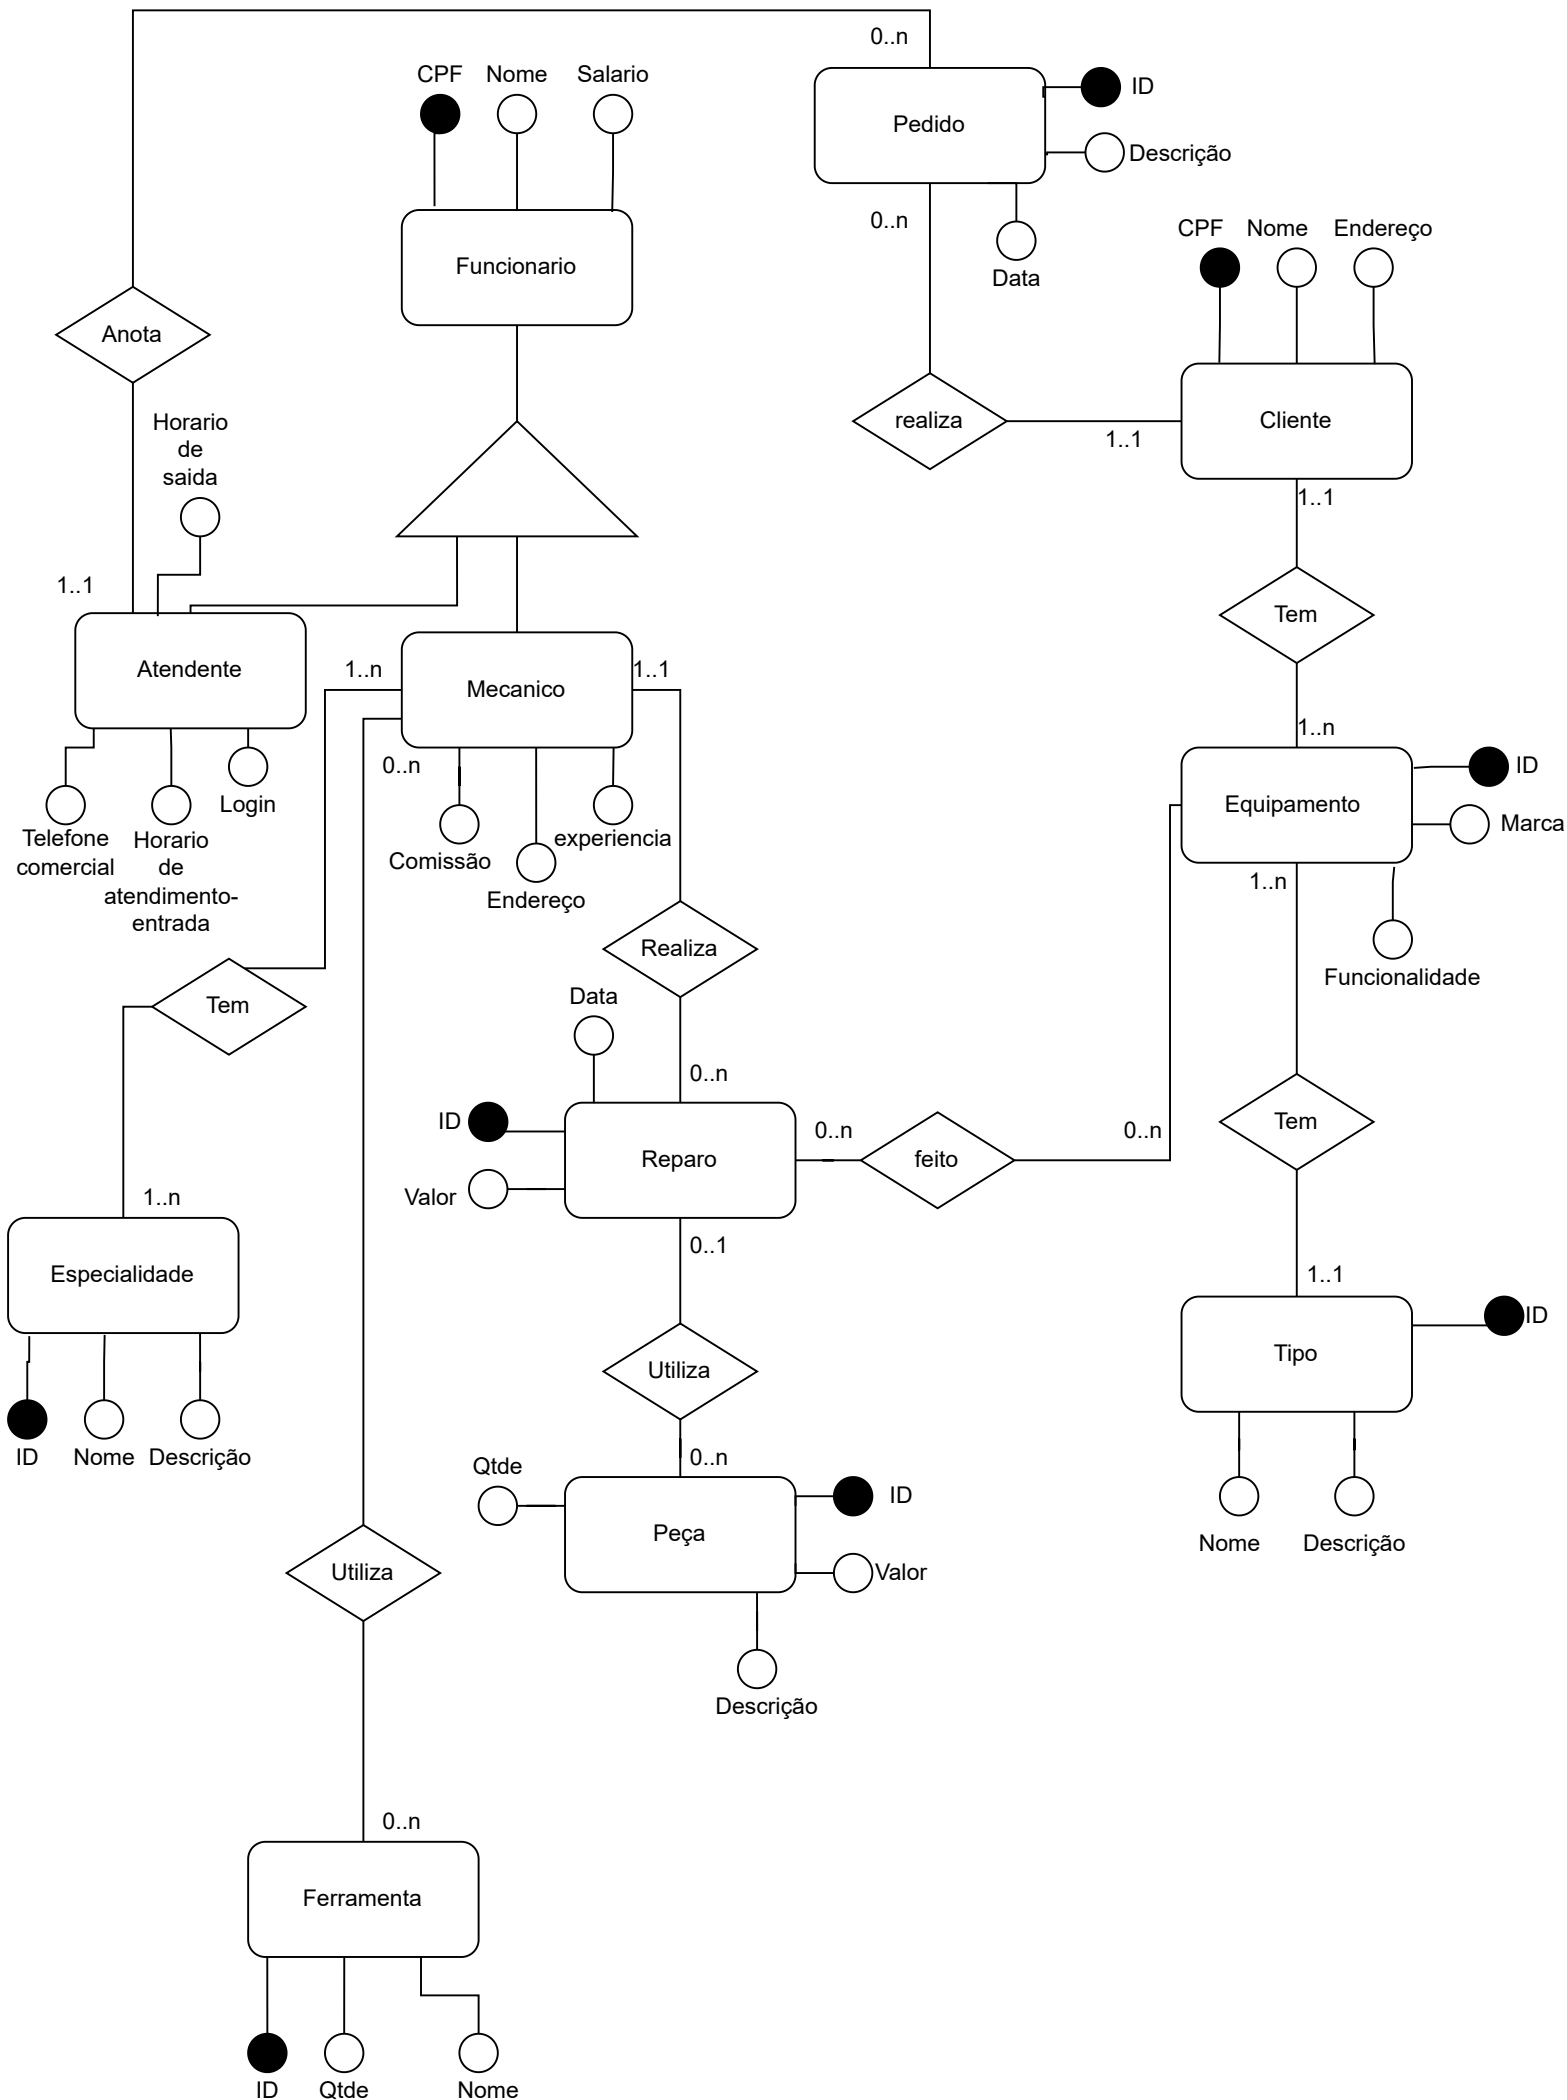 0..n
CPF
Nome
Salario
ID
Pedido
Descrição
0..n
CPF
Nome
Endereço
Funcionario
Data
Anota
Horario
de
saida
realiza
1..1
Cliente
1..1
1..1
Tem
Atendente
1..n
Mecanico
1..1
1..n
0..n
ID
Equipamento
Marca
Login
Telefone
comercial
Horario
de
atendimento-
entrada
experiencia
Comissão
Endereço
1..n
Realiza
Funcionalidade
Tem
Data
0..n
ID
0..n
feito
0..n
Tem
Reparo
Valor
1..n
0..1
Especialidade
1..1
ID
Utiliza
Tipo
ID
Nome
Descrição
Qtde
0..n
ID
Peça
Nome
Descrição
Utiliza
Valor
Descrição
0..n
Ferramenta
ID
Qtde
Nome